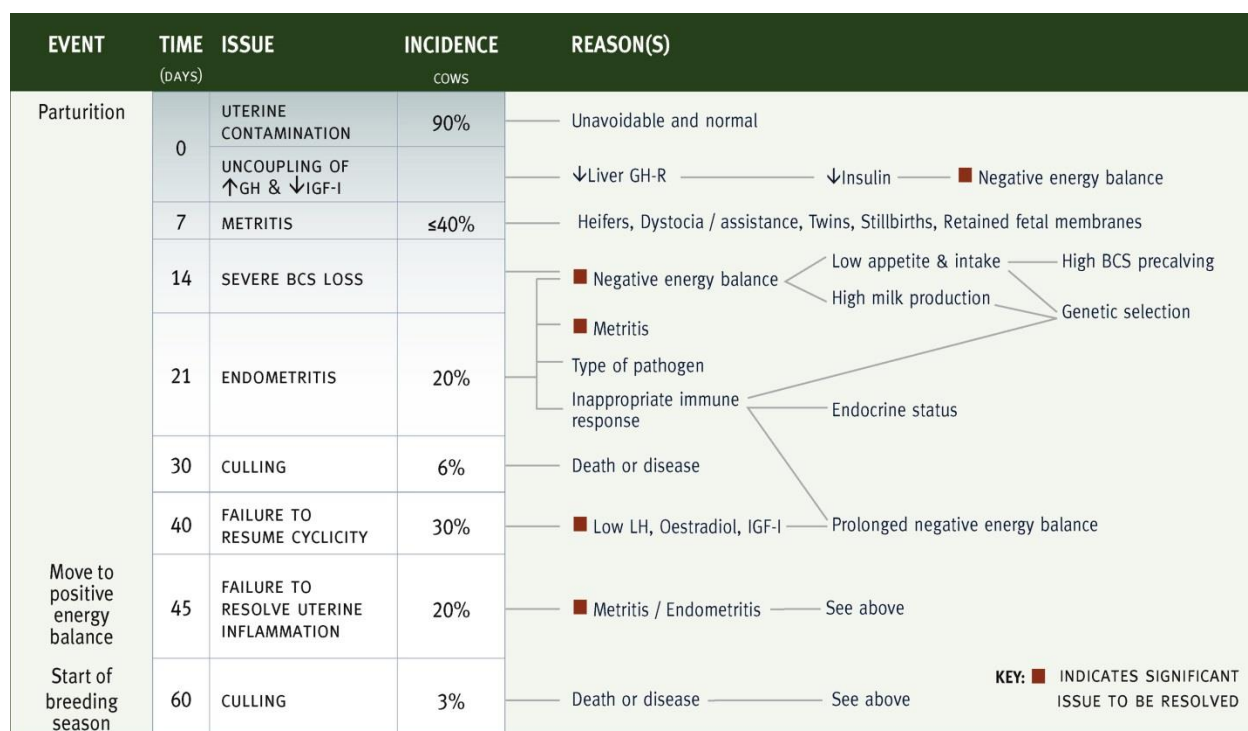 EVENT TIME ISSUE INCIDENCE REASON(S)
(DAYS) COWS
Parturition
0
UTERINE
CONTAMINATION
90%
Unavoidable and normal
UNCOUPLING OF
↑GH & ↓IGF-I
↓Liver GH-R
↓Insulin
Negative energy balance
7
METRITIS
≤40%
Heifers, Dystocia / assistance, Twins, Stillbirths, Retained fetal membranes
14
SEVERE BCS LOSS
Negative energy balance
Low appetite & intake
High BCS precalving
High milk production
Genetic selection
Metritis
21
ENDOMETRITIS
20%
Type of pathogen
Inappropriate immune
response
Endocrine status
30
CULLING
6%
Death or disease
40
FAILURE TO
RESUME CYCLICITY
30%
Low LH, Oestradiol, IGF-I
Prolonged negative energy balance
Move to
positive
energy
balance
45
FAILURE TO
RESOLVE UTERINE
INFLAMMATION
20%
Metritis / Endometritis
See above
Start of
breeding
season
60
CULLING
3%
Death or disease
See above
KEY: INDICATES SIGNIFICANT
ISSUE TO BE RESOLVED